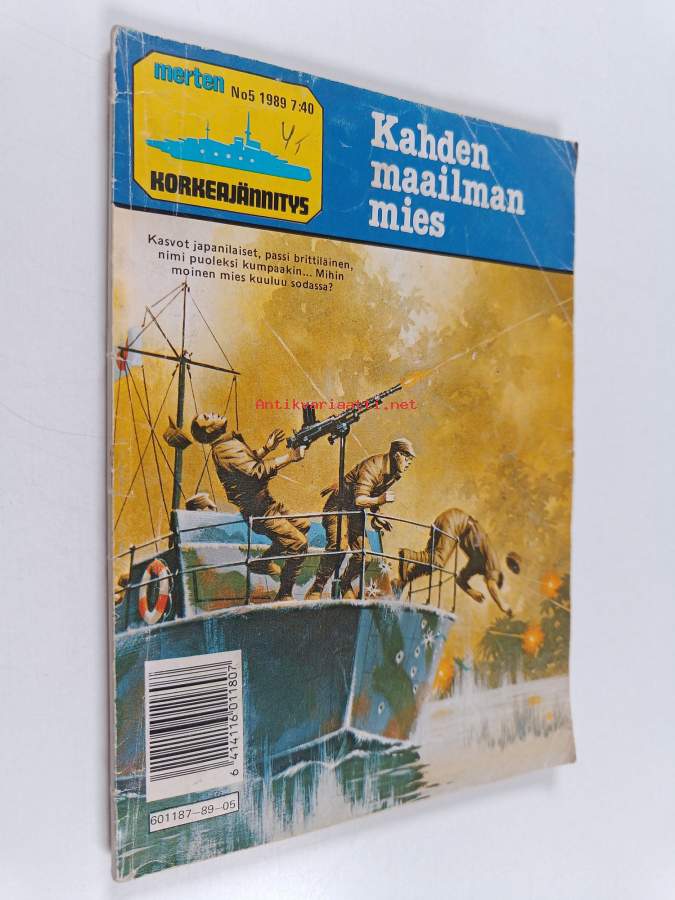 merten
No5 1989 7:40
KORKEAJÄNNITYS
Kahden
maailman
mies
Kasvot japanilaiset, passi brittiläinen,
nimi puoleksi kumpaakin... Mihin
moinen mies kuuluu sodassa?
Antikvariaatti.net
6 414116 011807
601187-89-05